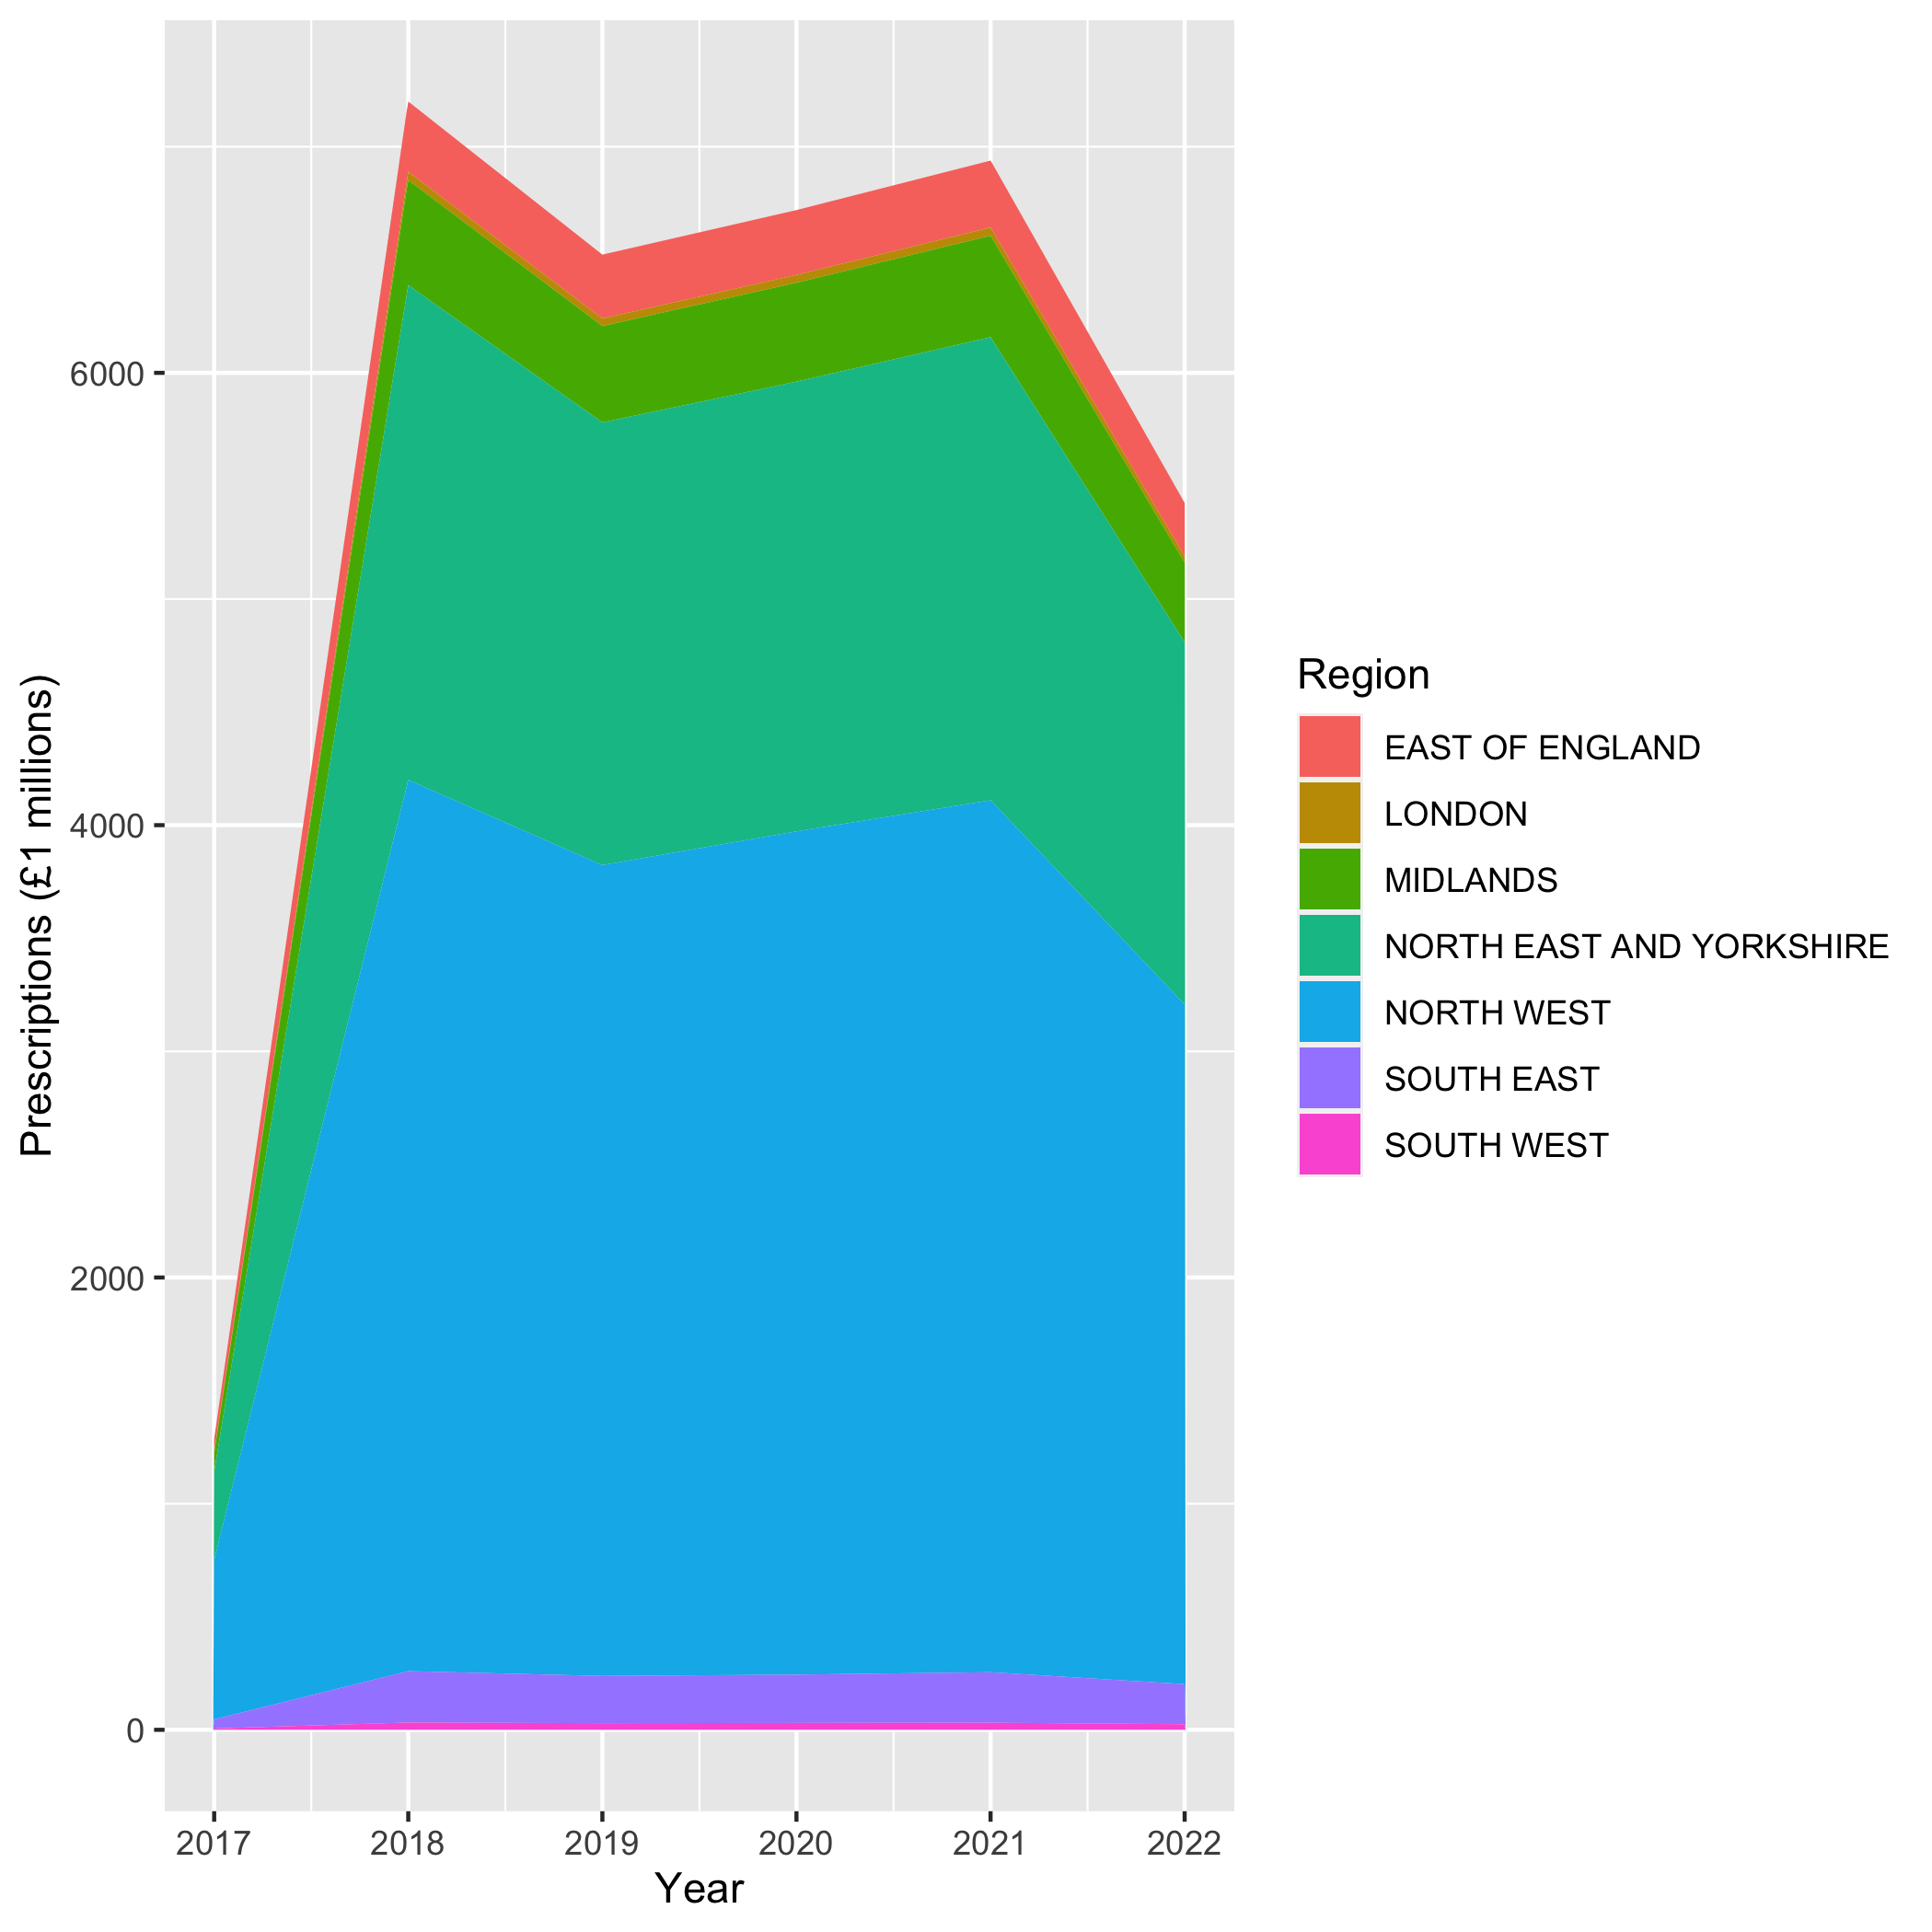 Prescriptions (£1 millions)
6000
4000
2000
0
2017 2018 2019 2020 2021 2022
Year
Region
EAST OF ENGLAND
LONDON
MIDLANDS
NORTH EAST AND YORKSHIRE
NORTH WEST
SOUTH EAST
SOUTH WEST